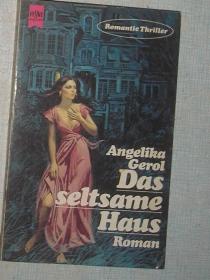 Romantic Thriller
Angelika
Gerol
Das
seltsame
Haus
Roman